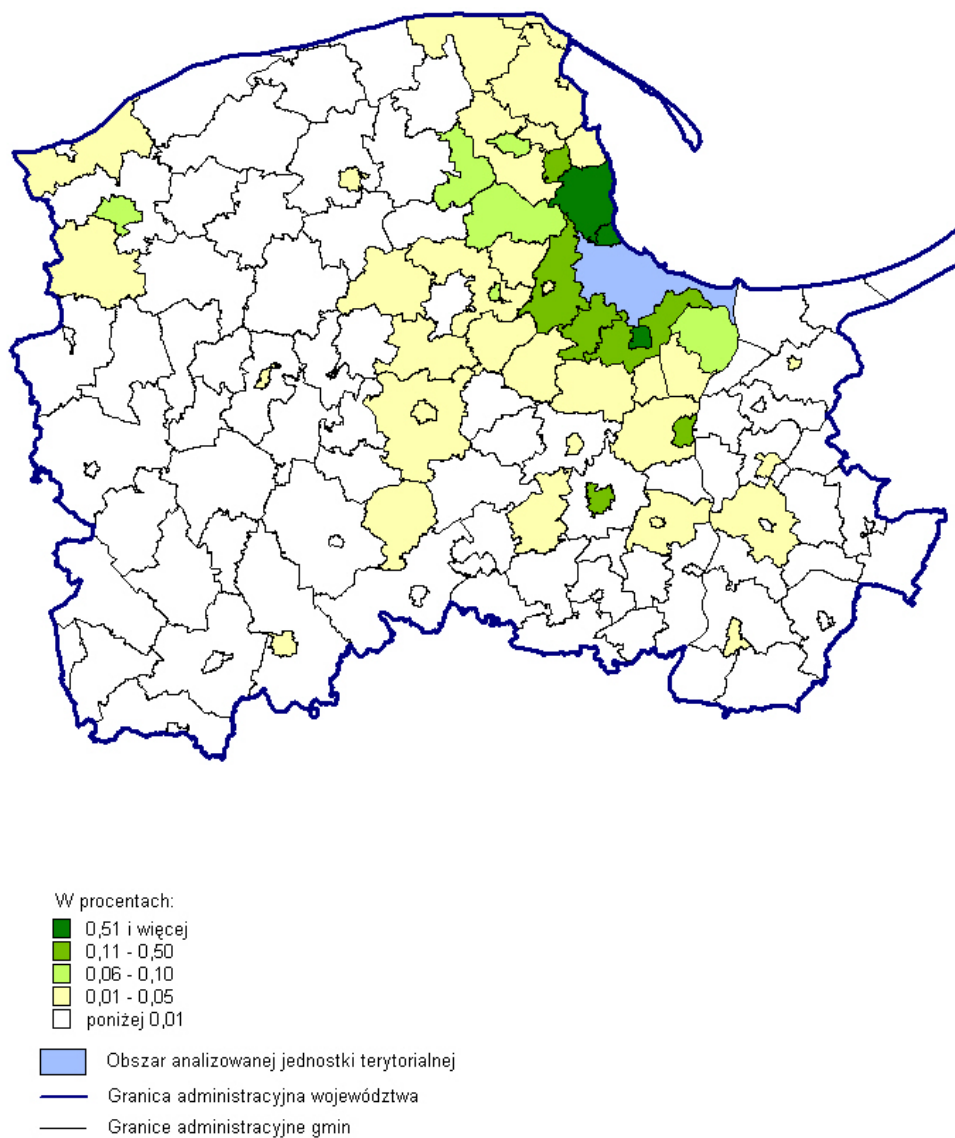 W procentach:
0,51 i więcej
0,11 - 0,50
0,06 - 0,10
0,01 - 0,05
poniżej 0,01
Obszar analizowanej jednostki terytorialnej
Granica administracyjna województwa
Granice administracyjne gmin